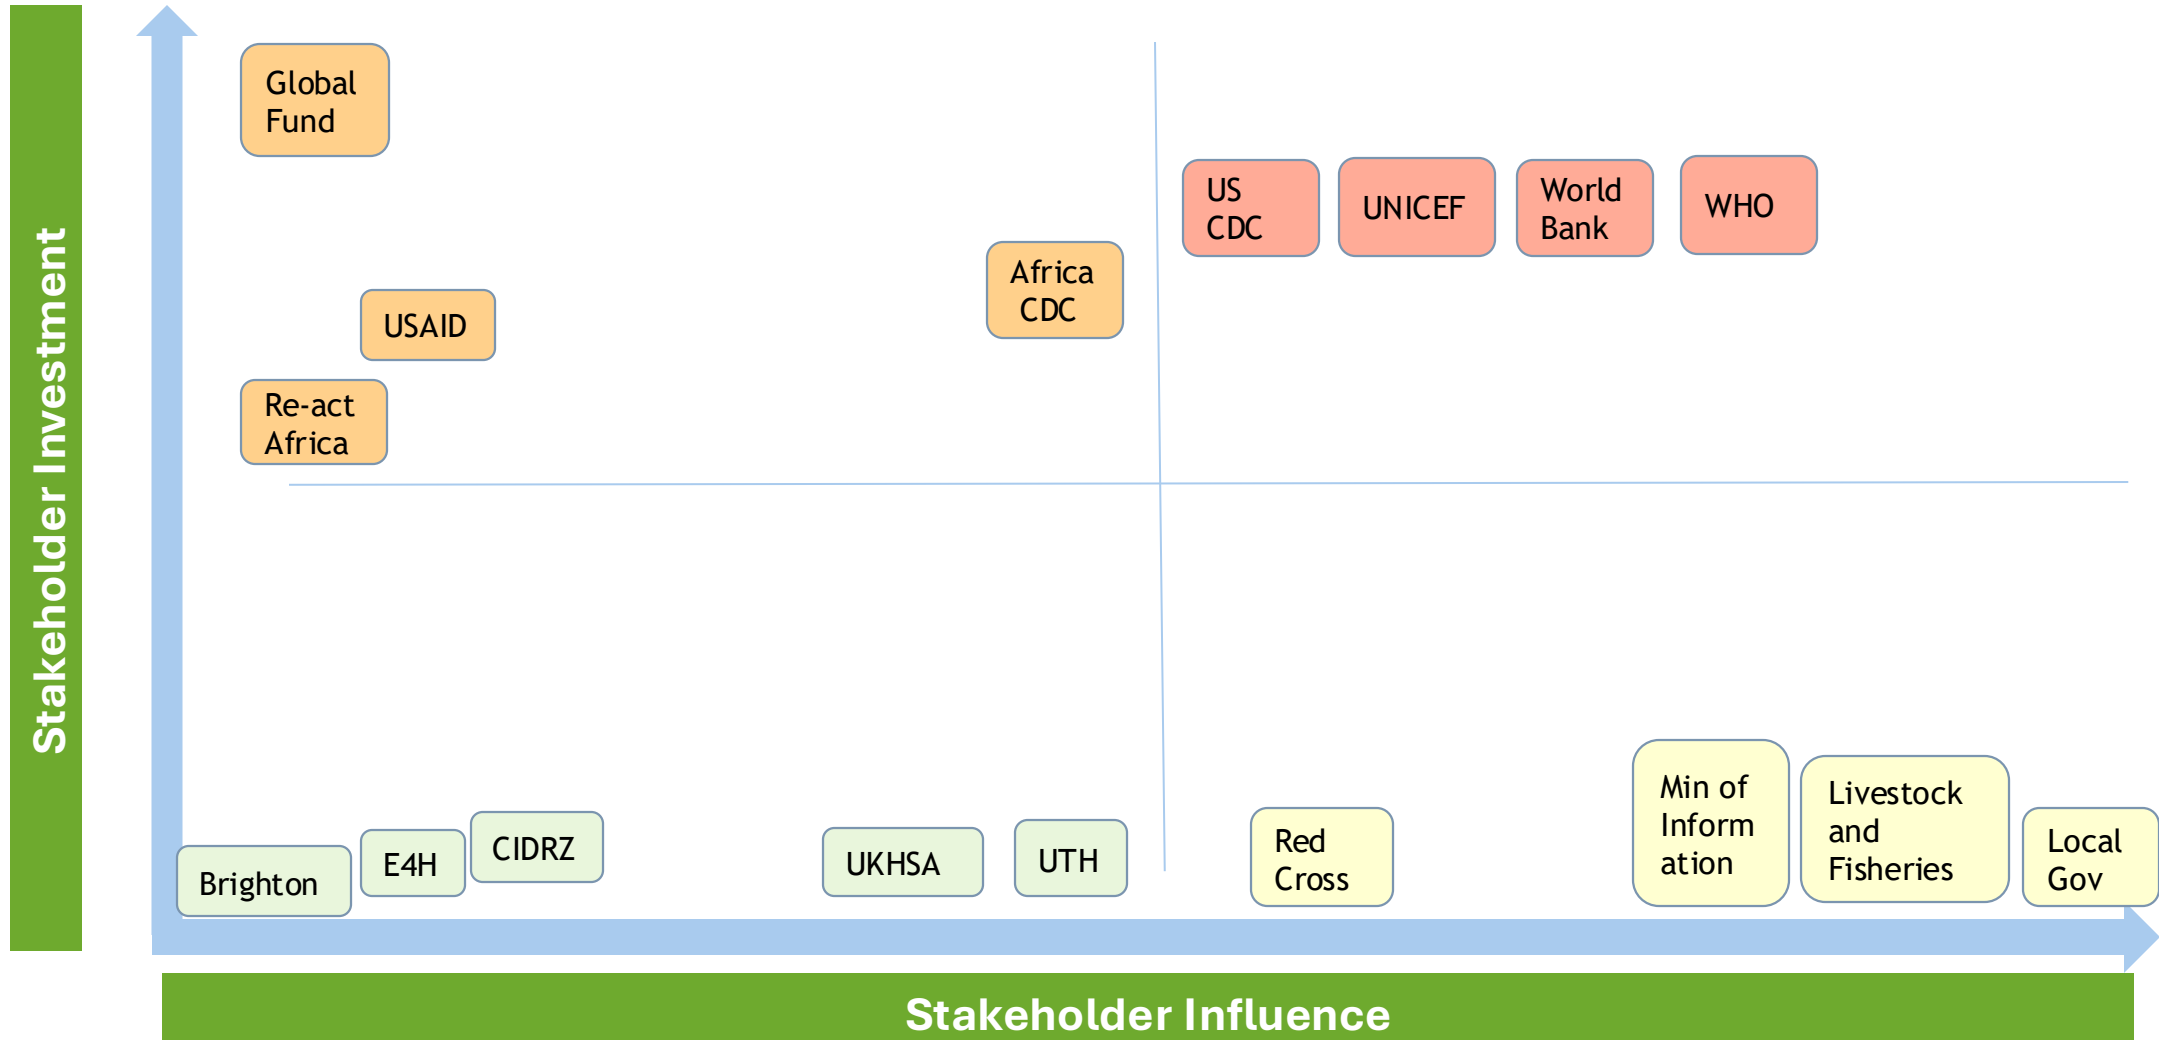 Stakeholder Investment
Global
Fund
US
CDC
UNICEF
World
Bank
WHO
Africa
CDC
USAID
Re-act
Africa
Brighton
E4H
CIDRZ
UKHSA
UTH
Red
Cross
Min of
Inform
ation
Livestock
and
Fisheries
Local
Gov
Stakeholder Influence